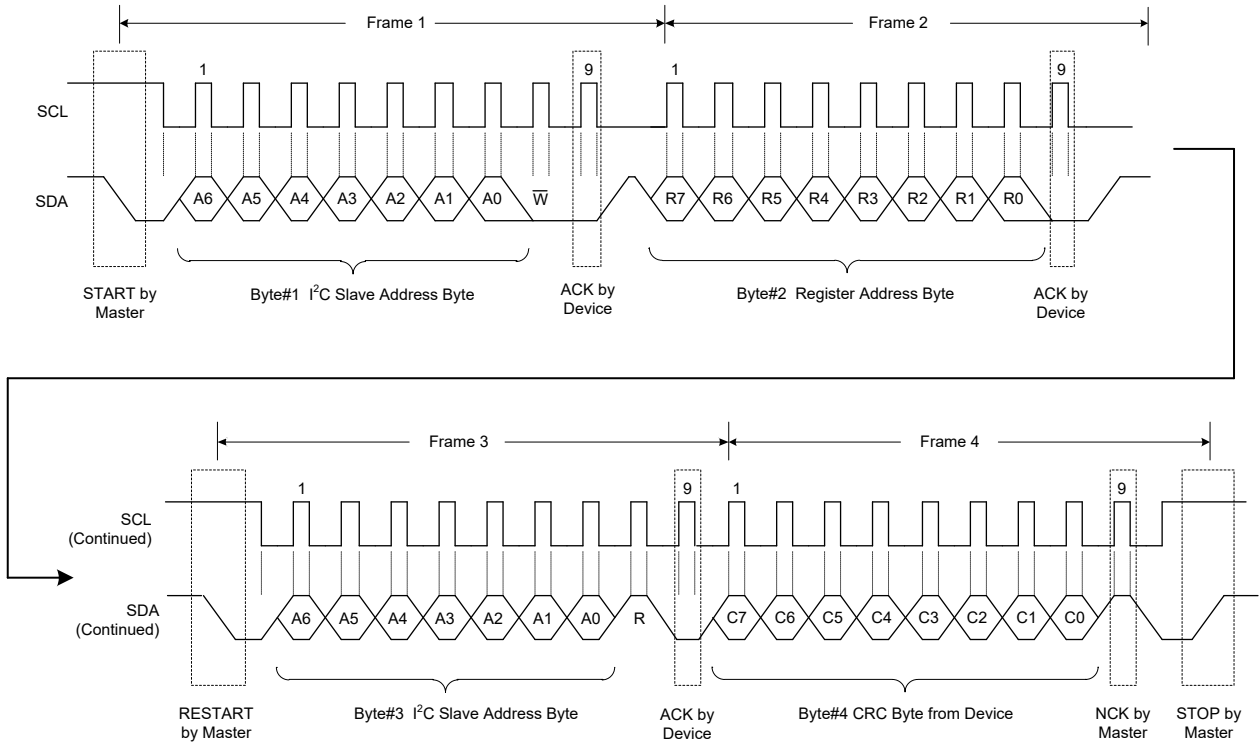 Frame 1
Frame 2
1
9
1
9
SCL
SDA
A6 A5 A4 A3 A2 A1 A0 W̅
R7 R6 R5 R4 R3 R2 R1 R0
START by
Master
Byte#1 I²C Slave Address Byte
ACK by
Device
Byte#2 Register Address Byte
ACK by
Device
Frame 3
Frame 4
1
9
1
9
SCL
(Continued)
SDA
(Continued)
A6 A5 A4 A3 A2 A1 A0 R
C7 C6 C5 C4 C3 C2 C1 C0
RESTART
by Master
Byte#3 I²C Slave Address Byte
ACK by
Device
Byte#4 CRC Byte from Device
NCK by
Master
STOP by
Master